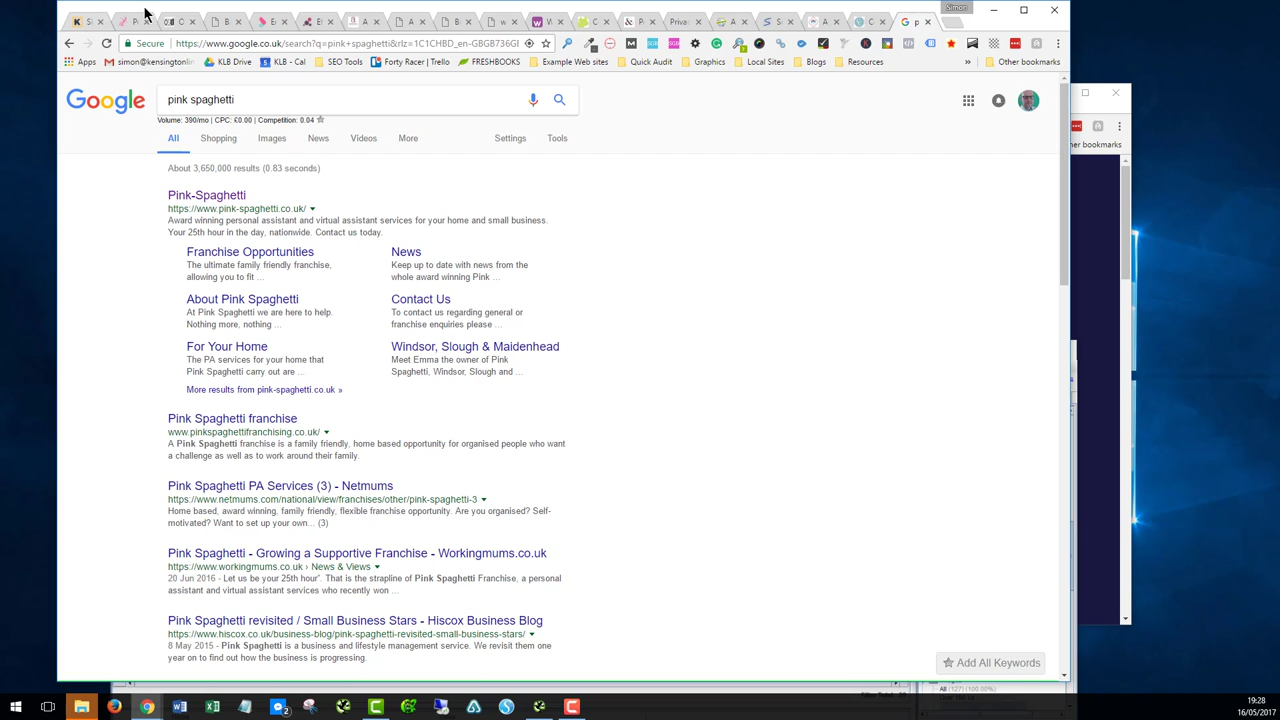 Simon
Secure https://www.google.co.uk/search?q=pink+spaghetti&rlz=1C1CHBD_en-GBGB736GI
Apps simon@kensingtonlin KLB Drive KLB - Cal SEO Tools Forty Racer | Trello FRESHBOOKS Example Web sites Quick Audit Graphics Local Sites Blogs Resources » Other bookmarks
er bookmarks
Google pink spaghetti
Volume: 390/mo | CPC: £0.00 | Competition: 0.04
All Shopping Images News Videos More Settings Tools
About 3,650,000 results (0.83 seconds)
Pink-Spaghetti
https://www.pink-spaghetti.co.uk/
Award winning personal assistant and virtual assistant services for your home and small business.
Your 25th hour in the day, nationwide. Contact us today.
Franchise Opportunities
The ultimate family friendly franchise,
allowing you to fit ...
News
Keep up to date with news from the
whole award winning Pink ...
About Pink Spaghetti
At Pink Spaghetti we are here to help.
Nothing more, nothing ...
Contact Us
To contact us regarding general or
franchise enquiries please ...
For Your Home
The PA services for your home that
Pink Spaghetti carry out are ...
Windsor, Slough & Maidenhead
Meet Emma the owner of Pink
Spaghetti, Windsor, Slough and ...
More results from pink-spaghetti.co.uk »
Pink Spaghetti franchise
www.pinkspaghettifranchising.co.uk/
A Pink Spaghetti franchise is a family friendly, home based opportunity for organised people who want
a challenge as well as to work around their family.
Pink Spaghetti PA Services (3) - Netmums
https://www.netmums.com/national/view/franchises/other/pink-spaghetti-3
Home based, award winning, family friendly, flexible franchise opportunity. Are you organised? Self-
motivated? Want to set up your own... (3)
Pink Spaghetti - Growing a Supportive Franchise - Workingmums.co.uk
https://www.workingmums.co.uk › News & Views
20 Jun 2016 - Let us be your 25th hour". That is the strapline of Pink Spaghetti Franchise, a personal
assistant and virtual assistant services who recently won ...
Pink Spaghetti revisited / Small Business Stars - Hiscox Business Blog
https://www.hiscox.co.uk/business-blog/pink-spaghetti-revisited-small-business-stars/
8 May 2015 - Pink Spaghetti is a business and lifestyle management service. We revisit them one
year on to find out how the business is progressing.
Add All Keywords
All (127) (100.00%)
19:28
16/05/2017